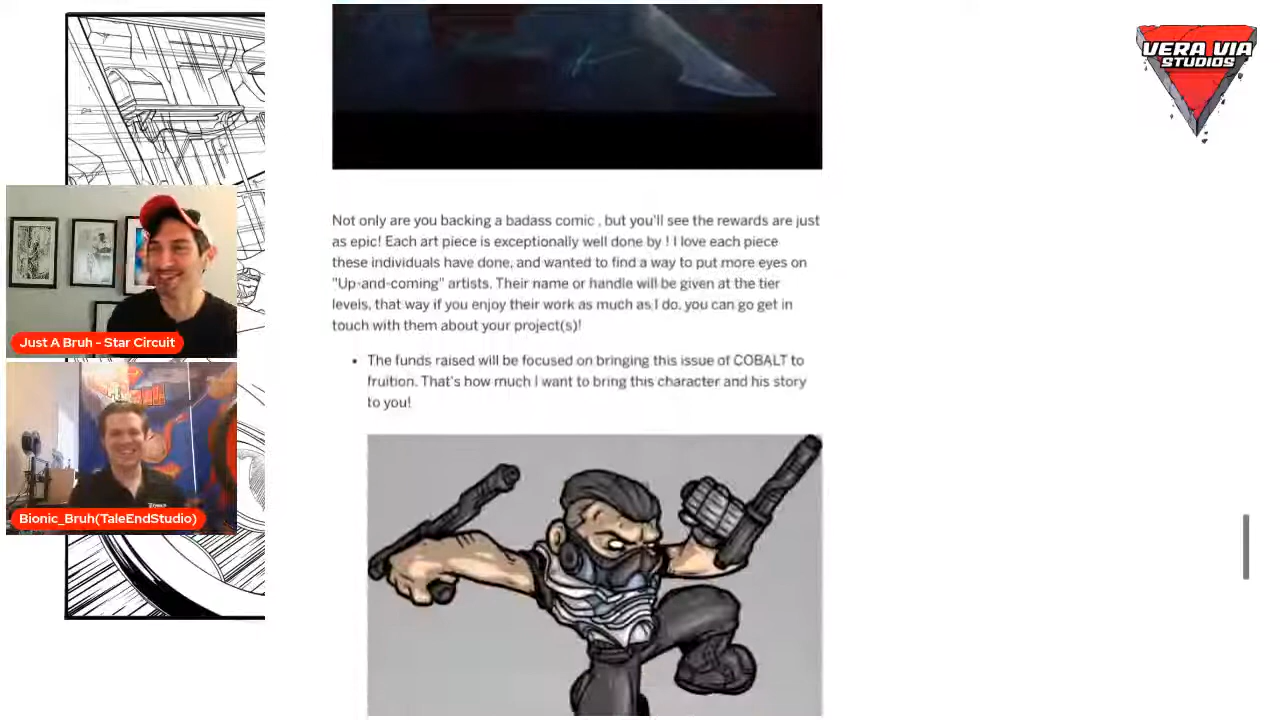 VERA VIA
STUDIOS
Not only are you backing a badass comic , but you'll see the rewards are just
as epic! Each art piece is exceptionally well done by ! I love each piece
these individuals have done, and wanted to find a way to put more eyes on
"Up-and-coming" artists. Their name or handle will be given at the tier
levels, that way if you enjoy their work as much as I do, you can go get in
touch with them about your project(s)!
• The funds raised will be focused on bringing this issue of COBALT to
fruition. That's how much I want to bring this character and his story
to you!
Just A Bruh - Star Circuit
Bionic_Bruh(TaleEndStudio)